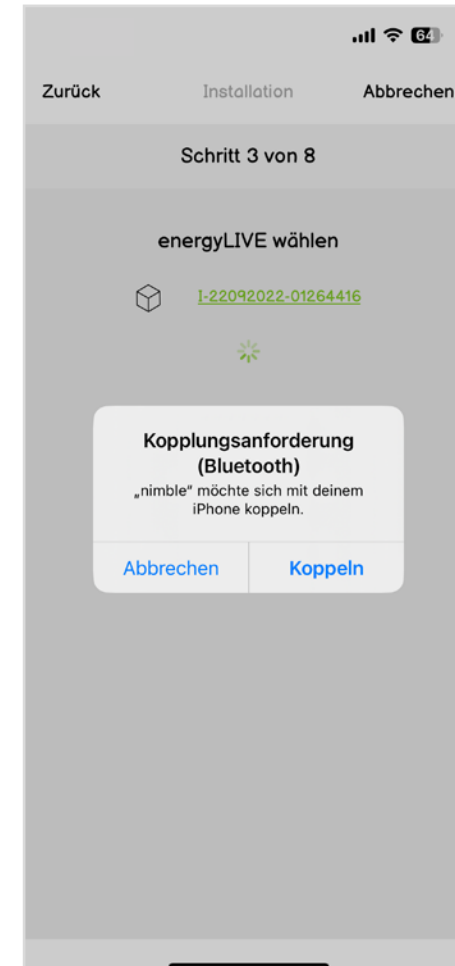 64
Zurück Installation Abbrechen
Schritt 3 von 8
energyLIVE wählen
I-22092022-01264416
Kopplungsanforderung
(Bluetooth)
„nimble“ möchte sich mit deinem
iPhone koppeln.
Abbrechen Koppeln